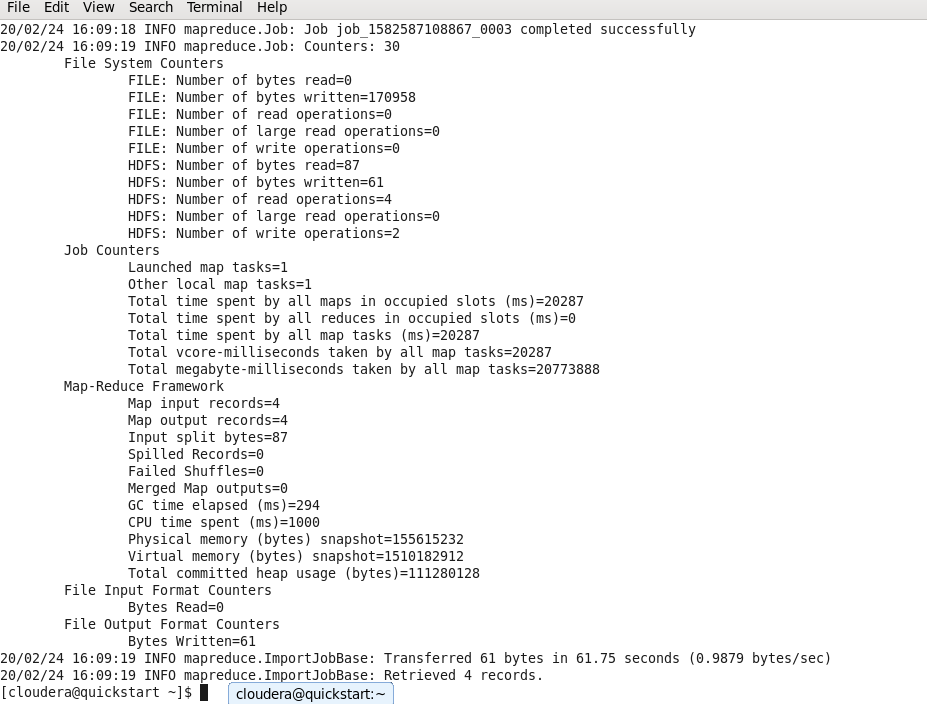 File Edit View Search Terminal Help
20/02/24 16:09:18 INFO mapreduce.Job: Job job_1582587108867_0003 completed successfully
20/02/24 16:09:19 INFO mapreduce.Job: Counters: 30
File System Counters
FILE: Number of bytes read=0
FILE: Number of bytes written=170958
FILE: Number of read operations=0
FILE: Number of large read operations=0
FILE: Number of write operations=0
HDFS: Number of bytes read=87
HDFS: Number of bytes written=61
HDFS: Number of read operations=4
HDFS: Number of large read operations=0
HDFS: Number of write operations=2
Job Counters
Launched map tasks=1
Other local map tasks=1
Total time spent by all maps in occupied slots (ms)=20287
Total time spent by all reduces in occupied slots (ms)=0
Total time spent by all map tasks (ms)=20287
Total vcore-milliseconds taken by all map tasks=20287
Total megabyte-milliseconds taken by all map tasks=20773888
Map-Reduce Framework
Map input records=4
Map output records=4
Input split bytes=87
Spilled Records=0
Failed Shuffles=0
Merged Map outputs=0
GC time elapsed (ms)=294
CPU time spent (ms)=1000
Physical memory (bytes) snapshot=155615232
Virtual memory (bytes) snapshot=1510182912
Total committed heap usage (bytes)=111280128
File Input Format Counters
Bytes Read=0
File Output Format Counters
Bytes Written=61
20/02/24 16:09:19 INFO mapreduce.ImportJobBase: Transferred 61 bytes in 61.75 seconds (0.9879 bytes/sec)
20/02/24 16:09:19 INFO mapreduce.ImportJobBase: Retrieved 4 records.
[cloudera@quickstart ~]$ cloudera@quickstart:~